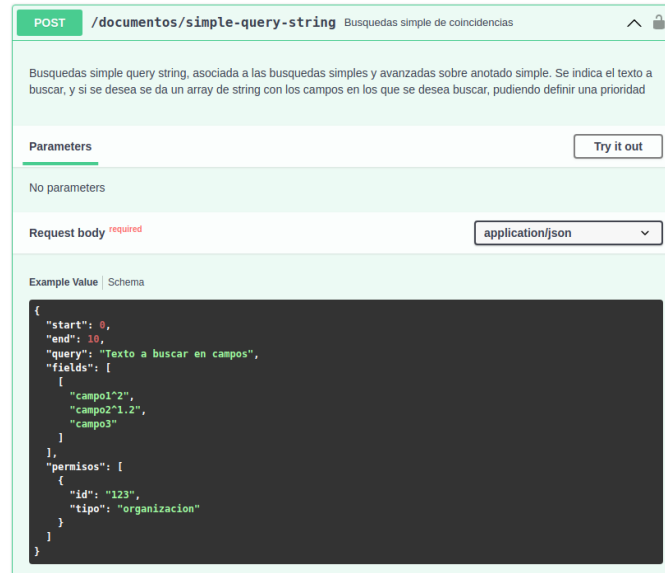 POST /documentos/simple-query-string Busquedas simple de coincidencias
Busquedas simple query string, asociada a las busquedas simples y avanzadas sobre anotado simple. Se indica el texto a
buscar, y si se desea se da un array de string con los campos en los que se desea buscar, pudiendo definir una prioridad
Parameters Try it out
No parameters
Request body required application/json
Example Value Schema
{
  "start": 0,
  "end": 10,
  "query": "Texto a buscar en campos",
  "fields": [
    [
      "campo1^2",
      "campo2^1.2",
      "campo3"
    ]
  ],
  "permisos": [
    {
      "id": "123",
      "tipo": "organizacion"
    }
  ]
}